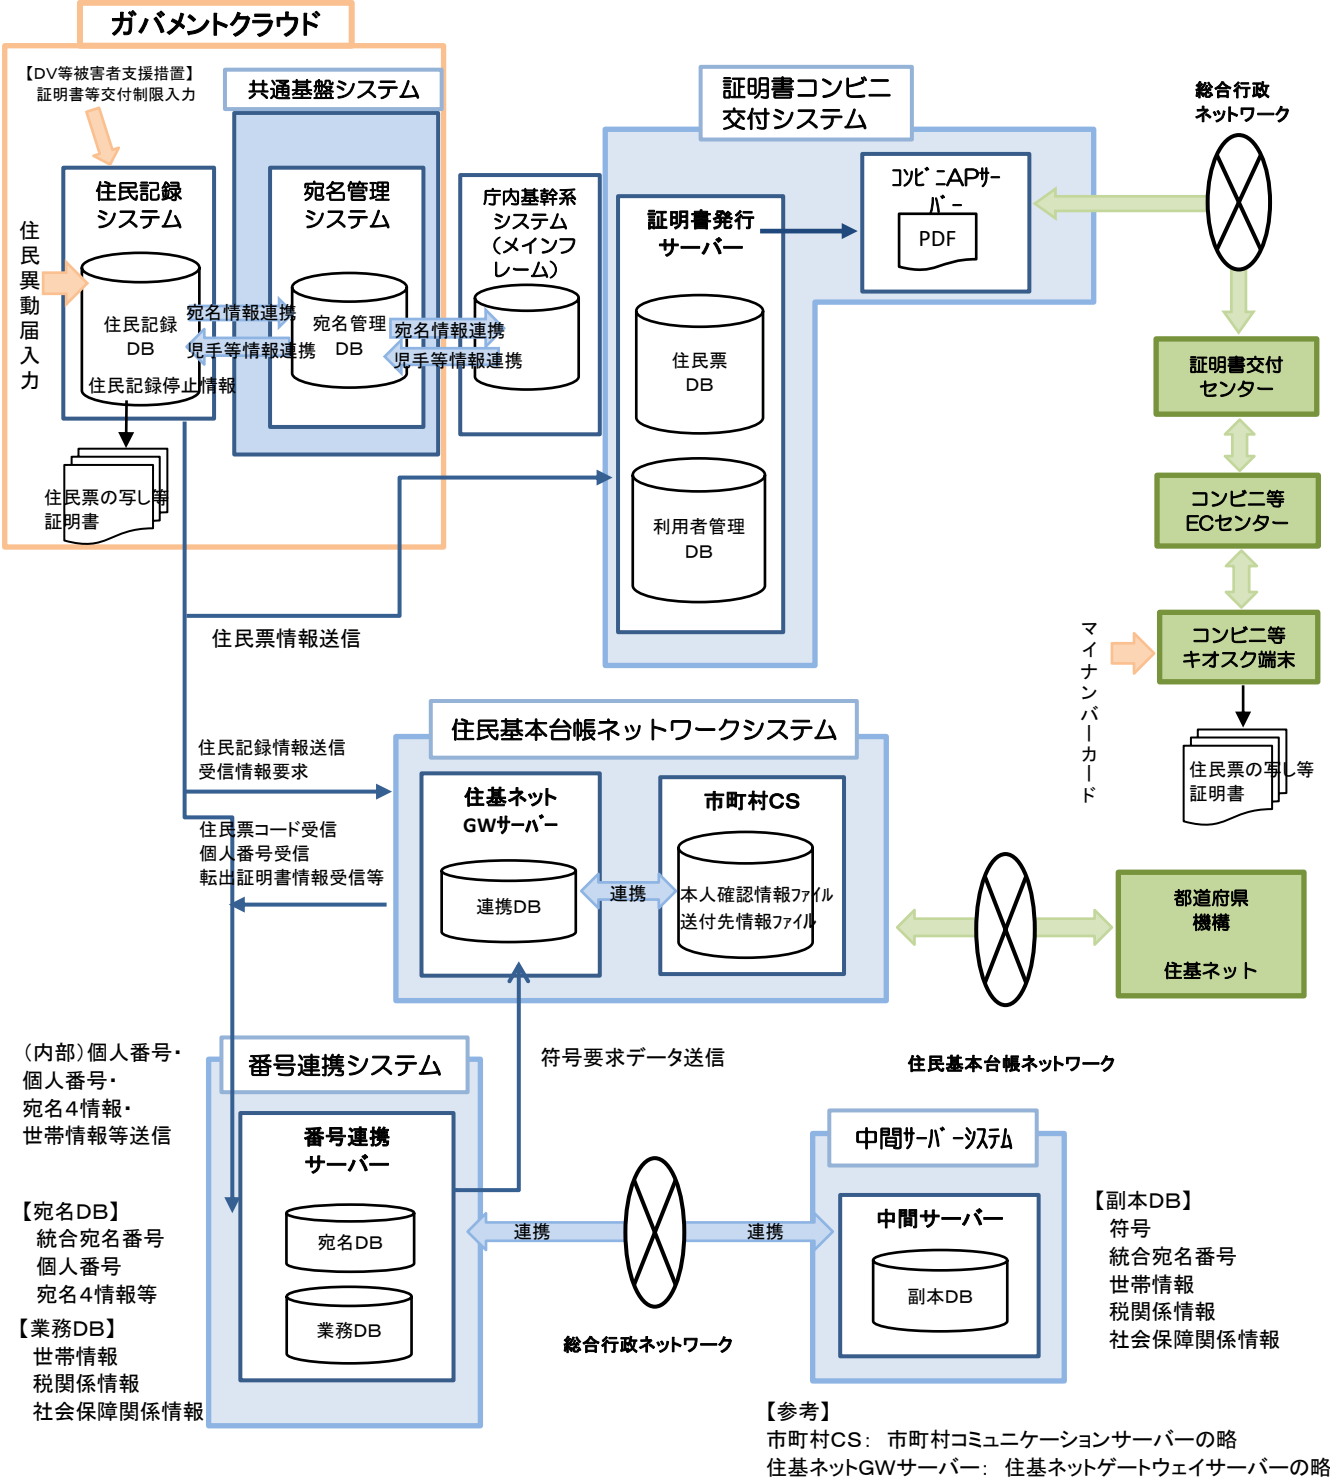 ガバメントクラウド
【DV等被害者支援措置】
証明書等交付制限入力
共通基盤システム
証明書コンビニ
交付システム
総合行政
ネットワーク
住民記録
システム
宛名管理
システム
庁内基幹系
システム
（メインフ
レーム）
証明書発行
サーバー
コンビニAPサー
バー
PDF
住民異動届入力
住民記録
DB
宛名情報連携
児手等情報連携
宛名管理
DB
宛名情報連携
児手等情報連携
住民記録停止情報
住民票
DB
証明書交付
センター
住民票の写し等
証明書
利用者管理
DB
コンビニ等
ECセンター
住民票情報送信
マイナンバーカード
コンビニ等
キオスク端末
住民票の写し等
証明書
住民基本台帳ネットワークシステム
住民記録情報送信
受信情報要求
住基ネット
GWサーバー
市町村CS
住民票コード受信
個人番号受信
転出証明書情報受信等
連携DB
連携
本人確認情報ファイル
送付先情報ファイル
都道府県
機構
住基ネット
住民基本台帳ネットワーク
（内部）個人番号・
個人番号・
宛名4情報・
世帯情報等送信
番号連携システム
符号要求データ送信
番号連携
サーバー
中間サーバーシステム
中間サーバー
【宛名DB】
統合宛名番号
個人番号
宛名4情報等
【業務DB】
世帯情報
税関係情報
社会保障関係情報
宛名DB
業務DB
連携
連携
総合行政ネットワーク
副本DB
【副本DB】
符号
統合宛名番号
世帯情報
税関係情報
社会保障関係情報
【参考】
市町村CS： 市町村コミュニケーションサーバーの略
住基ネットGWサーバー： 住基ネットゲートウェイサーバーの略